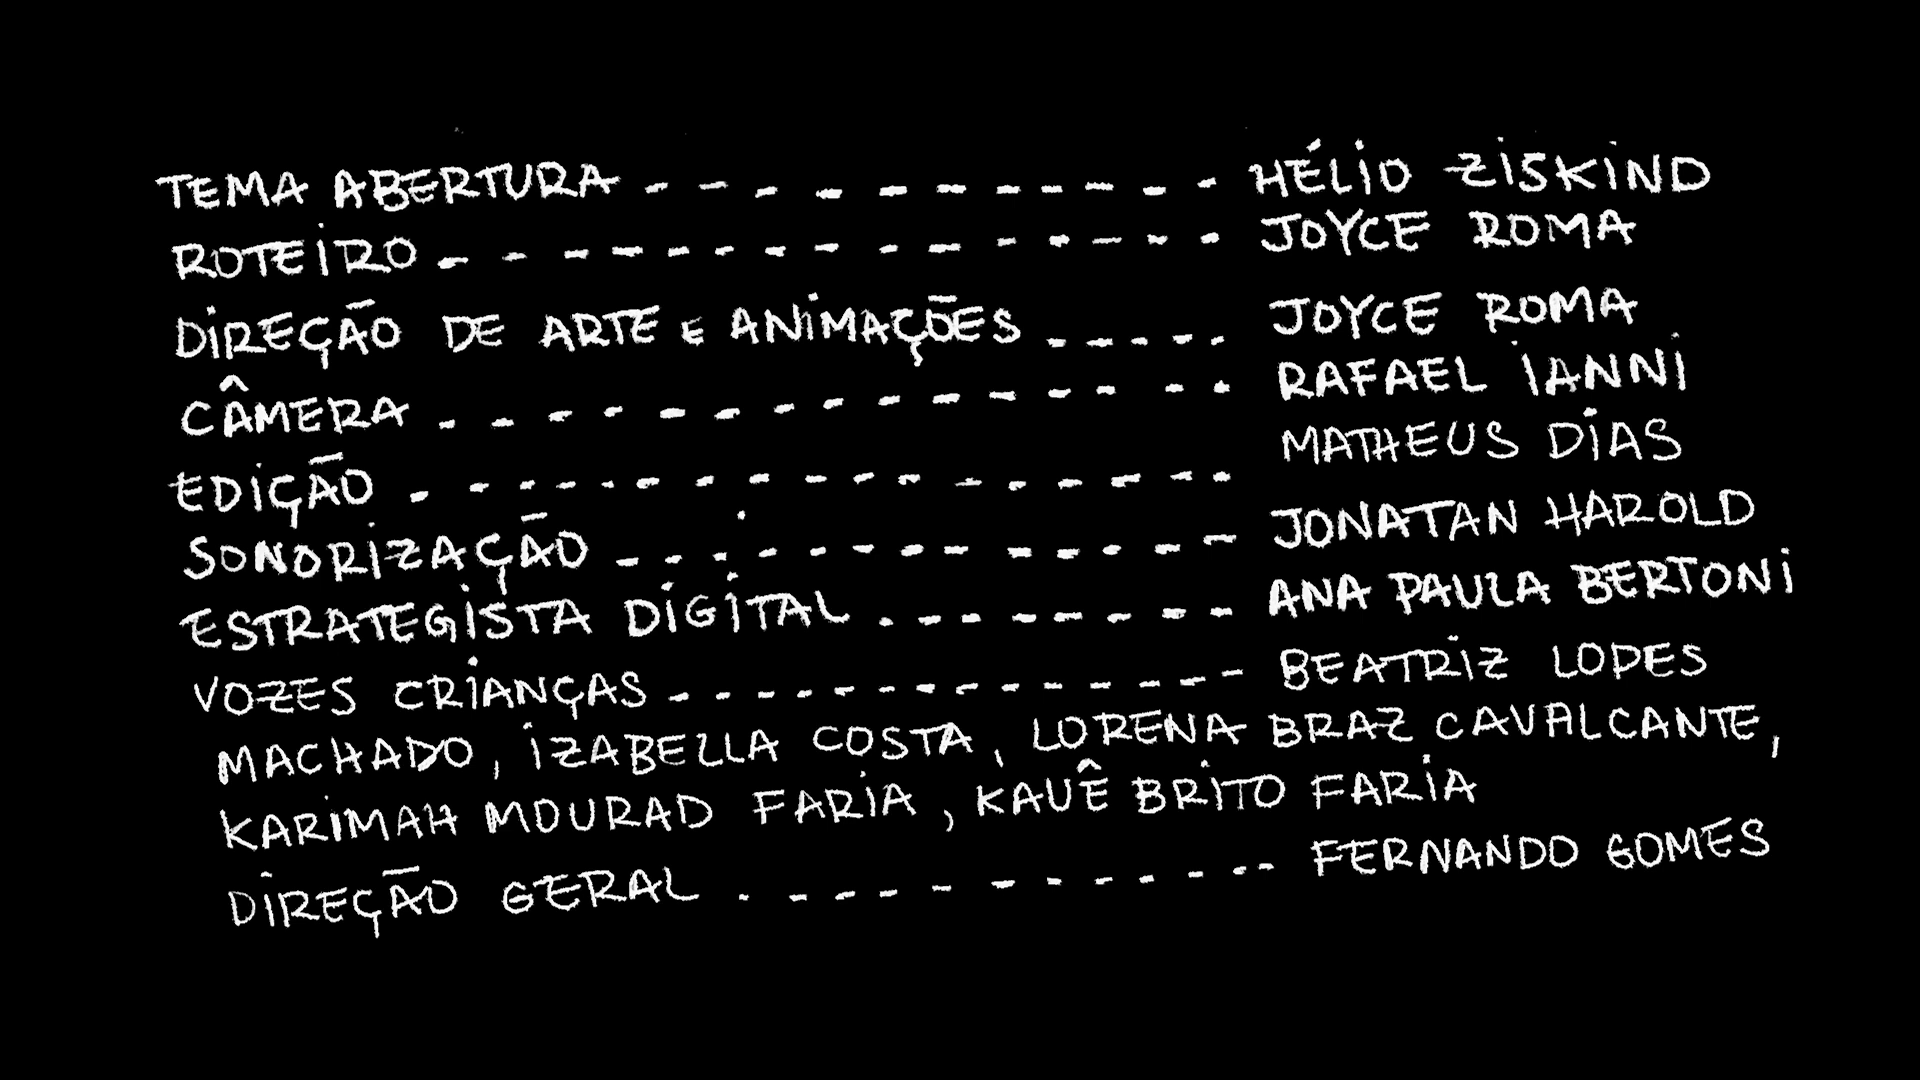 TEMA ABERTURA - - - - - - - - - - HÉLIO ZISKIND
ROTEIRO - - - - - - - - - - - - - JOYCE ROMA
DIREÇÃO DE ARTE E ANIMAÇÕES - - - - - JOYCE ROMA
CÂMERA - - - - - - - - - - - - - - RAFAEL IANNI
EDIÇÃO - - - - - - - - - - - - - - - MATHEUS DIAS
SONORIZAÇÃO - - - - - - - - - - - - JONATAN HAROLD
ESTRATEGISTA DIGITAL - - - - - - - - ANA PAULA BERTONI
VOZES CRIANÇAS - - - - - - - - - - - - - - BEATRIZ LOPES
MACHADO, IZABELLA COSTA, LORENA BRAZ CAVALCANTE,
KARIMAH MOURAD FARIA, KAUÊ BRITO FARIA
DIREÇÃO GERAL - - - - - - - - - - - FERNANDO GOMES